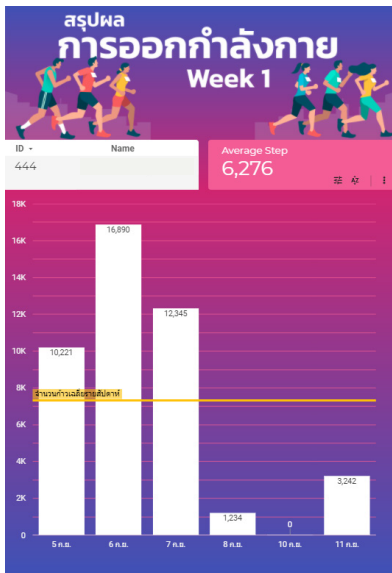 สรุปผล
การออกกำลังกาย
Week 1
ID Name
444
Average Step
6,276
18K
16K
14K
12K
10K
8K
6K
4K
2K
0
10,221
16,890
12,345
1,234
0
3,242
จำนวนก้าวเฉลี่ยรายสัปดาห์
5 ก.ย. 6 ก.ย. 7 ก.ย. 8 ก.ย. 10 ก.ย. 11 ก.ย.